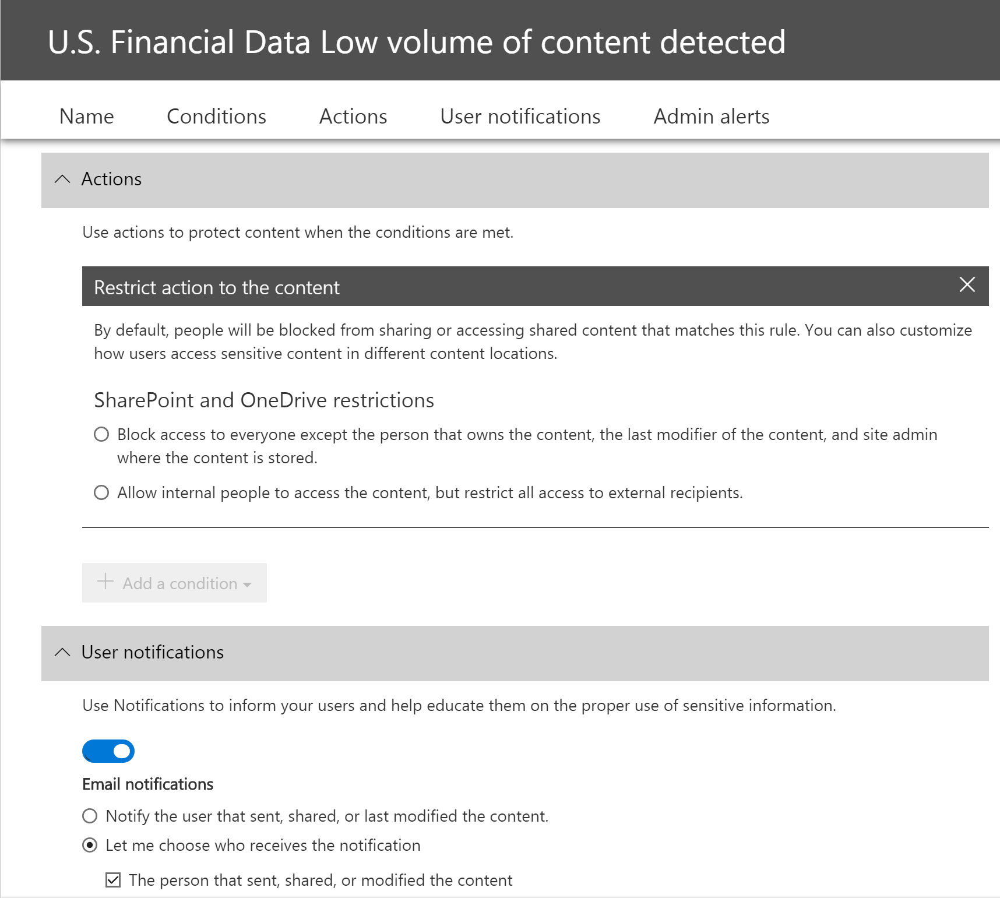 U.S. Financial Data Low volume of content detected
Name Conditions Actions User notifications Admin alerts
Actions
Use actions to protect content when the conditions are met.
Restrict action to the content
By default, people will be blocked from sharing or accessing shared content that matches this rule. You can also customize
how users access sensitive content in different content locations.
SharePoint and OneDrive restrictions
Block access to everyone except the person that owns the content, the last modifier of the content, and site admin
where the content is stored.
Allow internal people to access the content, but restrict all access to external recipients.
Add a condition
User notifications
Use Notifications to inform your users and help educate them on the proper use of sensitive information.
Email notifications
Notify the user that sent, shared, or last modified the content.
Let me choose who receives the notification
The person that sent, shared, or modified the content